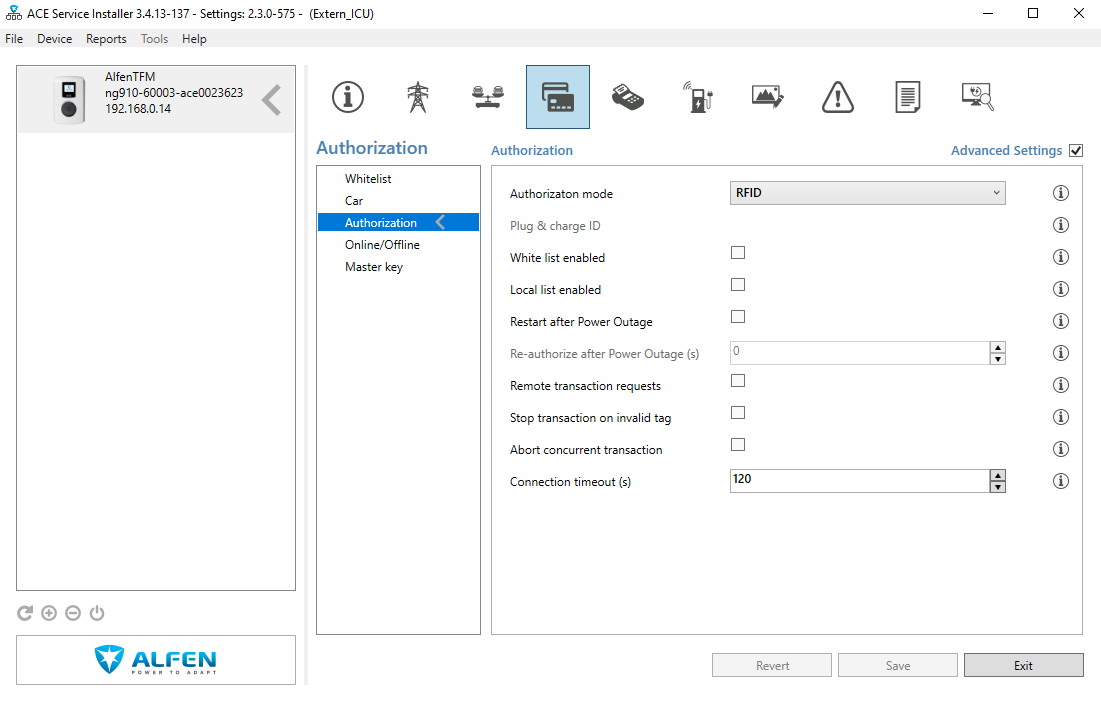 ACE Service Installer 3.4.13-137 - Settings: 2.3.0-575 - (Extern_ICU)
File Device Reports Tools Help
AlfenTFM
ng910-60003-ace0023623
192.168.0.14
Authorization
Whitelist
Car
Authorization
Online/Offline
Master key
Authorization
Advanced Settings
Authorizaton mode
RFID
Plug & charge ID
White list enabled
Local list enabled
Restart after Power Outage
Re-authorize after Power Outage (s)
0
Remote transaction requests
Stop transaction on invalid tag
Abort concurrent transaction
Connection timeout (s)
120
ALFEN
POWER TO ADAPT
Revert
Save
Exit